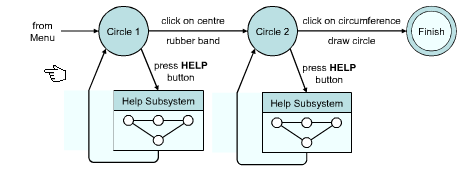 from
Menu
Circle 1
click on centre
rubber band
Circle 2
click on circumference
draw circle
Finish
press HELP
button
press HELP
button
Help Subsystem
Help Subsystem